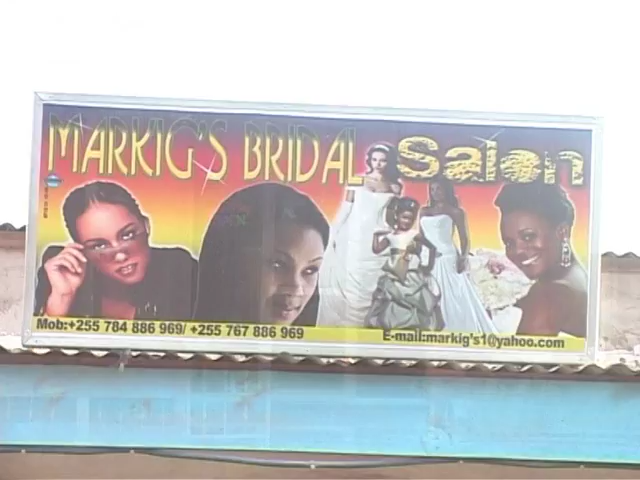 MARKIG'S BRIDAL Salon
Mob:+255 784 886 969/ +255 767 886 969
E-mail:markig's1@yahoo.com